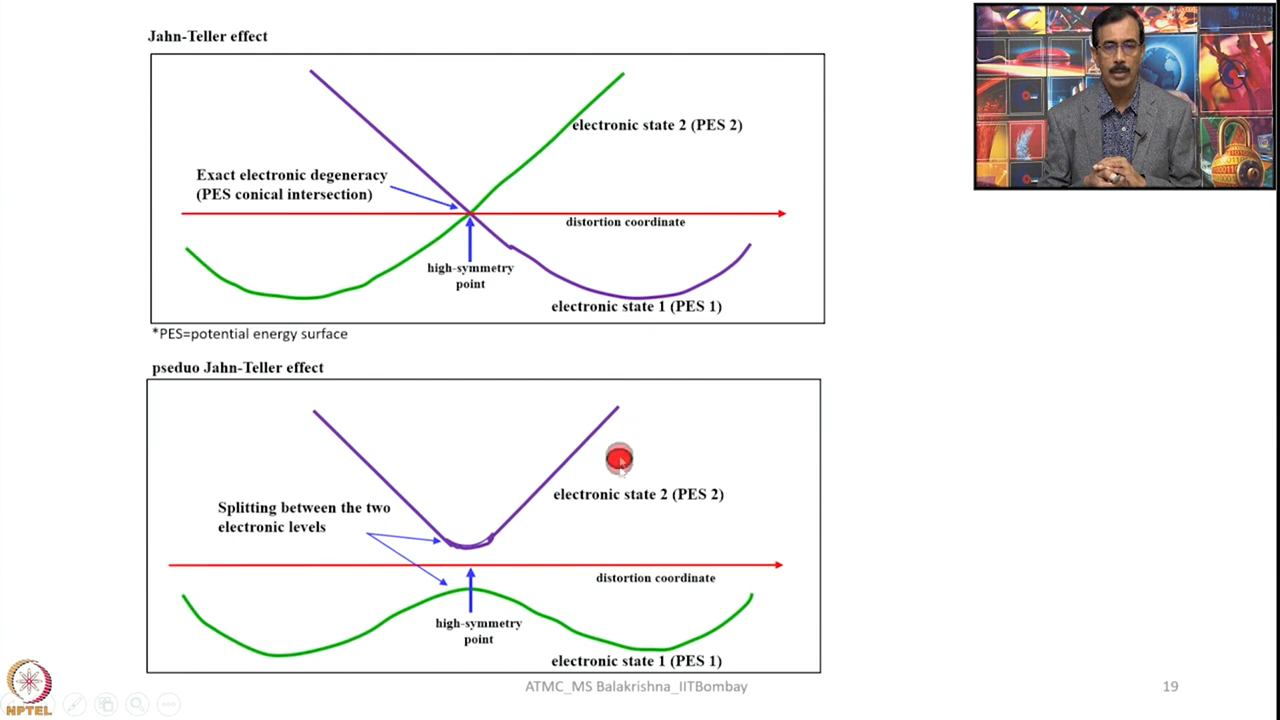 Jahn-Teller effect
electronic state 2 (PES 2)
Exact electronic degeneracy
(PES conical intersection)
distortion coordinate
high-symmetry
point
electronic state 1 (PES 1)
*PES=potential energy surface
pseduo Jahn-Teller effect
electronic state 2 (PES 2)
Splitting between the two
electronic levels
distortion coordinate
high-symmetry
point
electronic state 1 (PES 1)
ATMC_MS Balakrishna_IITBombay
19
NPTEL